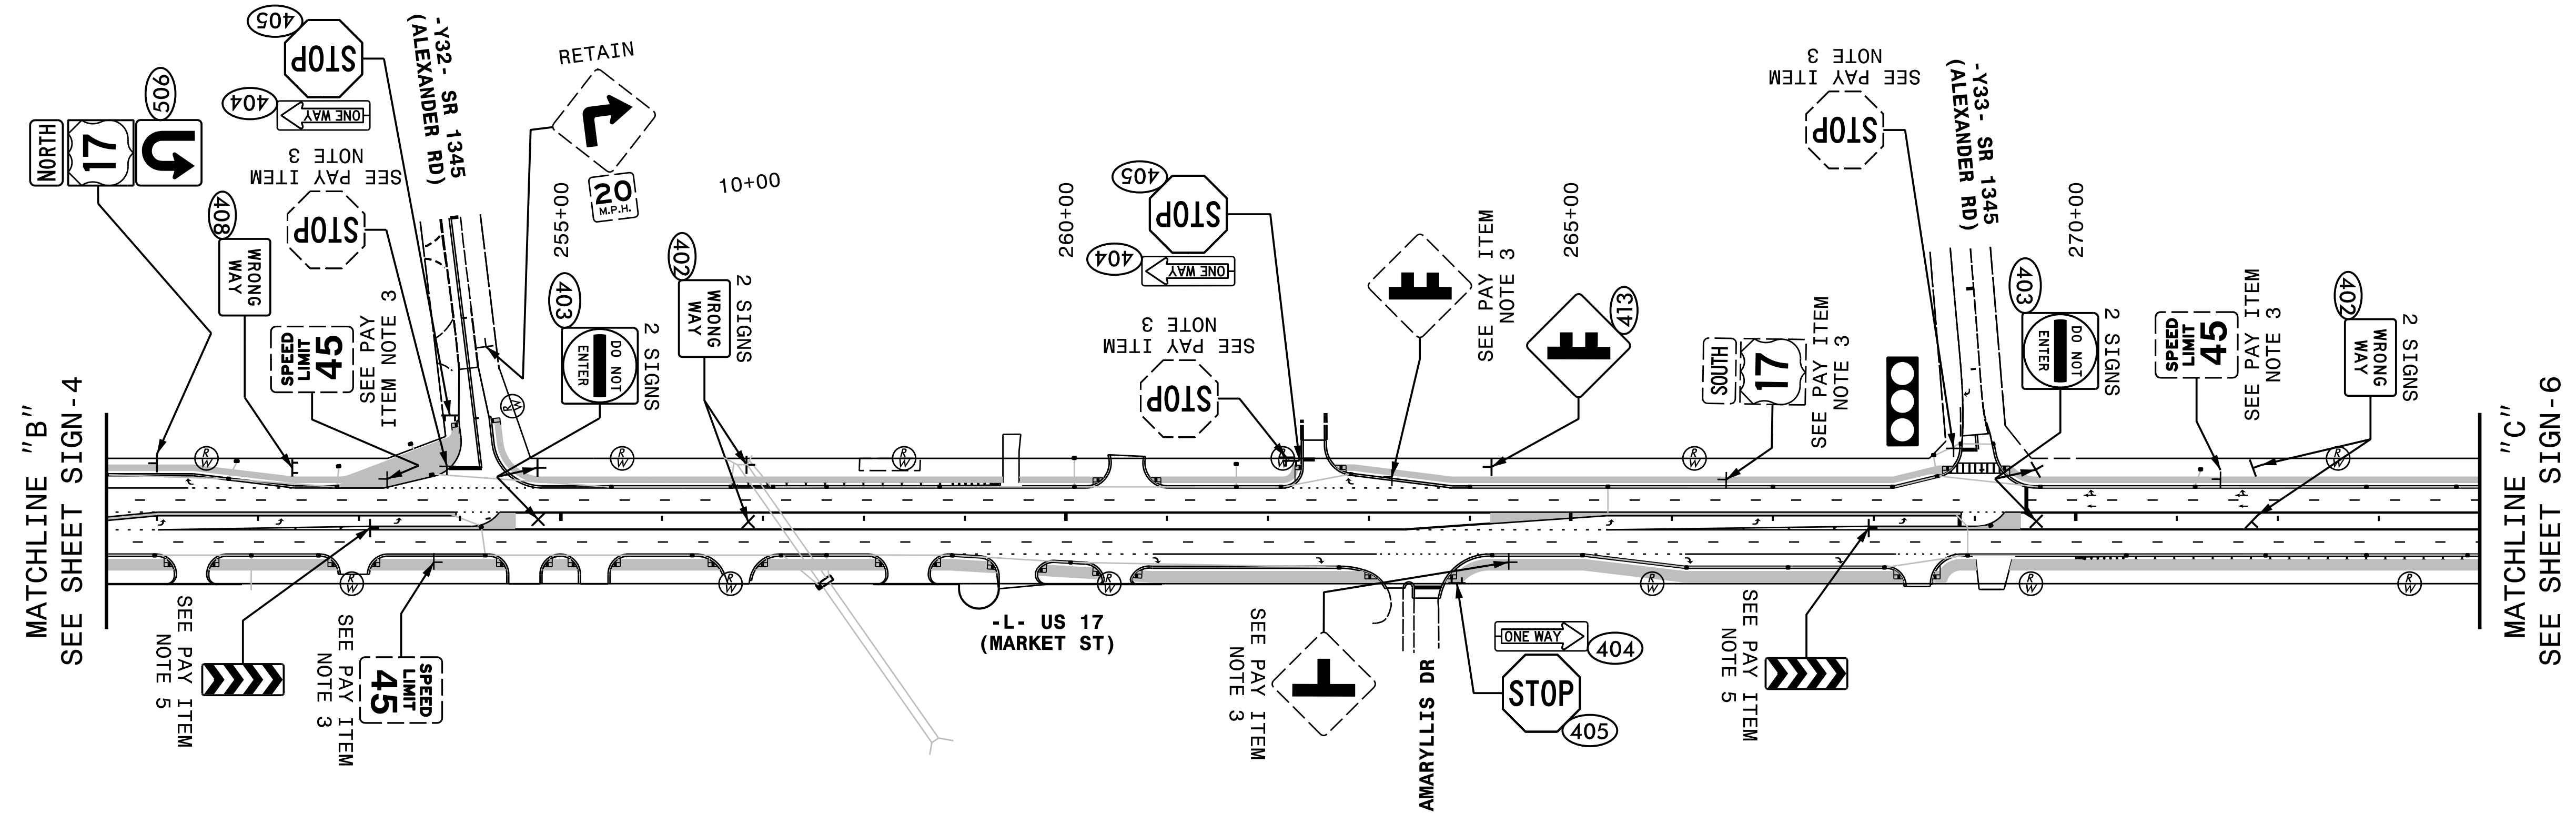 MATCHLINE "B"
SEE SHEET SIGN-4
NORTH
17
506
408
WRONG
WAY
405
STOP
404
ONE WAY
SEE PAY ITEM
NOTE 3
STOP
SPEED
LIMIT
45
SEE PAY
ITEM NOTE 3
-Y32- SR 1345
(ALEXANDER RD)
RETAIN
20
M.P.H.
255+00
10+00
403
DO NOT
ENTER
2 SIGNS
402
WRONG
WAY
2 SIGNS
260+00
405
STOP
404
ONE WAY
SEE PAY ITEM
NOTE 3
STOP
SEE PAY ITEM
NOTE 3
413
265+00
SOUTH
17
SEE PAY ITEM
NOTE 3
SEE PAY ITEM
NOTE 3
STOP
-Y33- SR 1345
(ALEXANDER RD)
270+00
403
DO NOT
ENTER
2 SIGNS
SPEED
LIMIT
45
SEE PAY ITEM
NOTE 3
402
WRONG
WAY
2 SIGNS
R/W
R/W
R/W
R/W
R/W
R/W
R/W
R/W
R/W
R/W
R/W
R/W
R/W
SEE PAY ITEM
NOTE 5
SEE PAY ITEM
NOTE 3
SPEED
LIMIT
45
-L- US 17
(MARKET ST)
SEE PAY ITEM
NOTE 3
AMARYLLIS DR
ONE WAY
404
STOP
405
SEE PAY ITEM
NOTE 5
MATCHLINE "C"
SEE SHEET SIGN-6